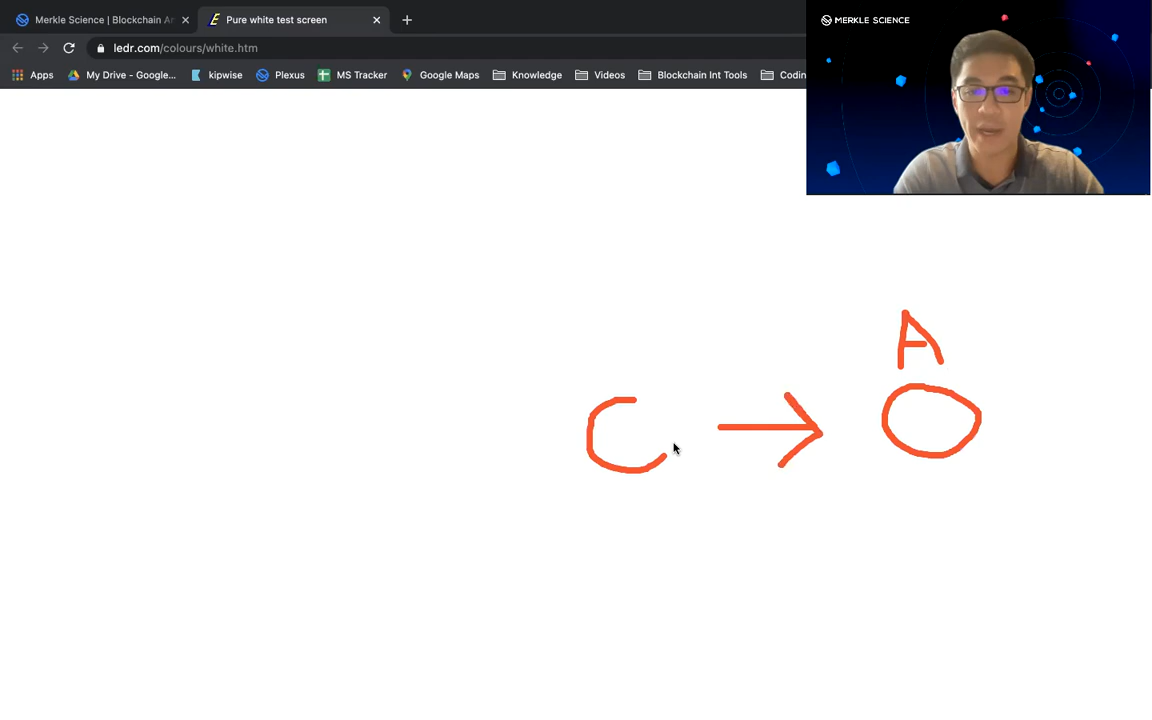 Merkle Science | Blockchain An
Pure white test screen
ledr.com/colours/white.htm
Apps
My Drive - Google...
kipwise
Plexus
MS Tracker
Google Maps
Knowledge
Videos
Blockchain Int Tools
Codin
MERKLE SCIENCE
A
C